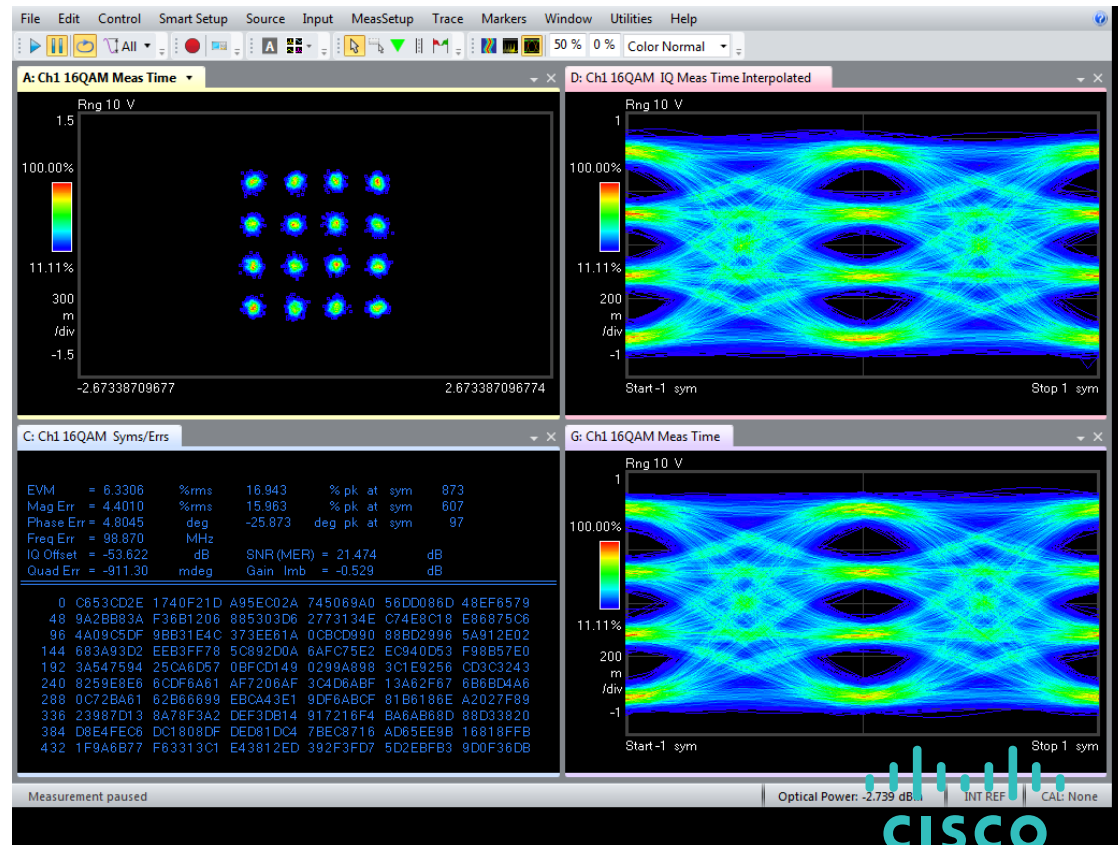 File Edit Control Smart Setup Source Input MeasSetup Trace Markers Window Utilities Help
All 50 % 0 % Color Normal
A: Ch1 16QAM Meas Time
Rng 10 V
1.5
100.00%
11.11%
300
m
/div
-1.5
-2.67338709677 2.673387096774
D: Ch1 16QAM IQ Meas Time Interpolated
Rng 10 V
1
100.00%
11.11%
200
m
/div
-1
Start-1 sym Stop 1 sym
C: Ch1 16QAM Syms/Errs
EVM = 6.3306 %rms 16.943 % pk at sym 873
Mag Err = 4.4010 %rms 15.963 % pk at sym 607
Phase Err = 4.8045 deg -25.873 deg pk at sym 97
Freq Err = 98.870 MHz
IQ Offset = -53.622 dB SNR(MER) = 21.474 dB
Quad Err = -911.30 mdeg Gain Imb = -0.529 dB
0 C653CD2E 1740F21D A95EC02A 745069A0 56DD086D 48EF6579
48 9A2BB83A F36B1206 885303D6 2773134E C74E8C18 E86875C6
96 4A09C5DF 9BB31E4C 373EE61A 0CBCD990 88BD2996 5A912E02
144 683A93D2 EEB3FF78 5C892D0A 6AFC75E2 EC940D53 F98B57E0
192 3A547594 25CA6D57 0BFCD149 0299A898 3C1E9256 CD3C3243
240 8259E8E6 6CDF6A61 AF7206AF 3C4D6ABF 13A62F67 6B6BD4A6
288 0C72BA61 62B66699 EBCA43E1 9DF6ABCF 81B6186E A2027F89
336 23987D13 8A78F3A2 DEF3DB14 917216F4 BA6AB68D 88D33820
384 D8E4FEC6 DC1808DF DED81DC4 7BEC8716 AD65EE9B 16818FFB
432 1F9A6B77 F63313C1 E43812ED 392F3FD7 5D2EBFB3 9D0F36DB
G: Ch1 16QAM Meas Time
Rng 10 V
1
100.00%
11.11%
200
m
/div
-1
Start-1 sym Stop 1 sym
Measurement paused Optical Power: -2.739 dBm INT REF CAL: None
CISCO